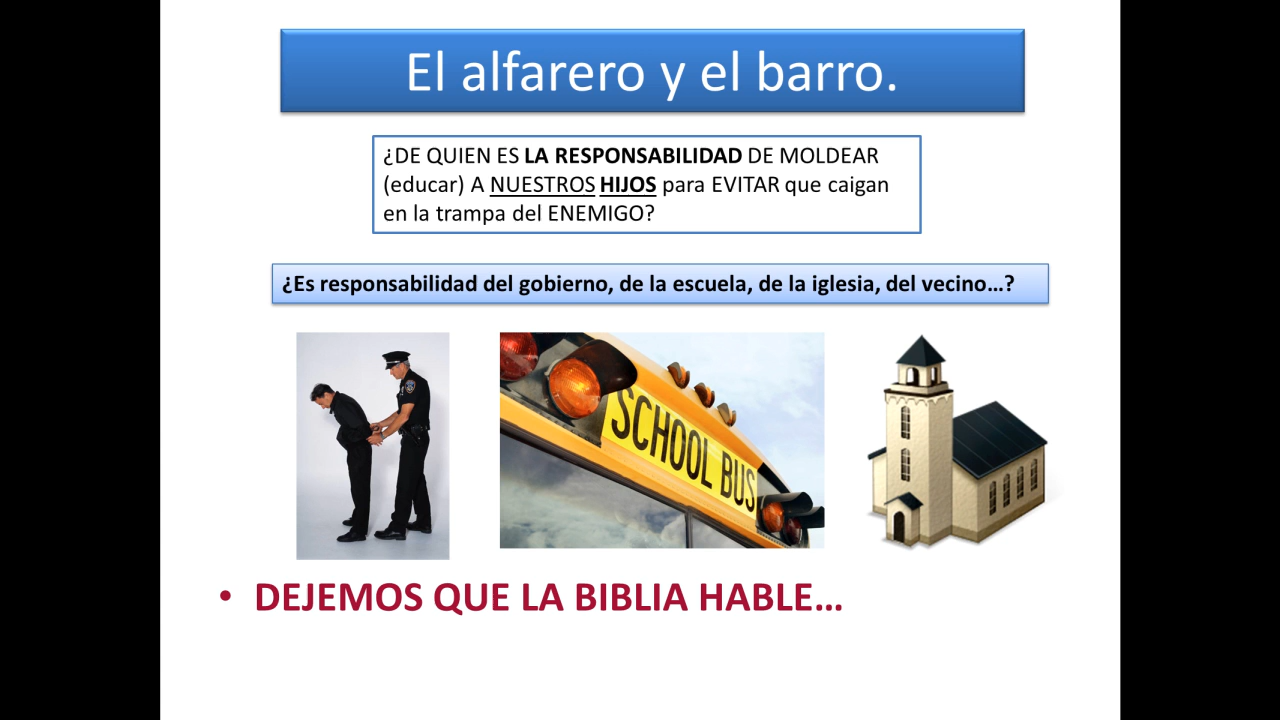 El alfarero y el barro.
¿DE QUIEN ES LA RESPONSABILIDAD DE MOLDEAR
(educar) A NUESTROS HIJOS para EVITAR que caigan
en la trampa del ENEMIGO?
¿Es responsabilidad del gobierno, de la escuela, de la iglesia, del vecino…?
SCHOOL BUS
• DEJEMOS QUE LA BIBLIA HABLE…